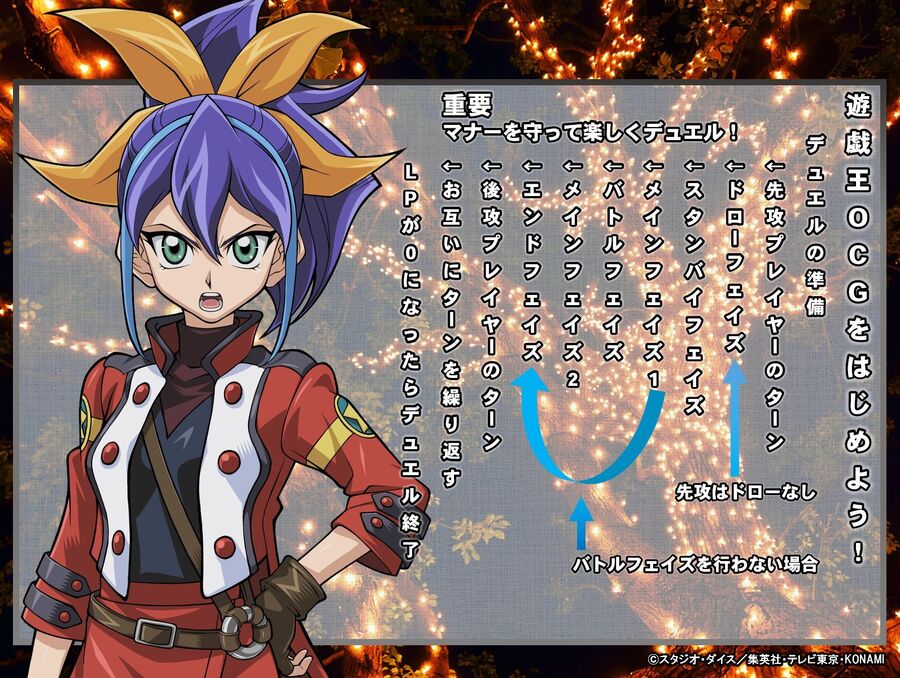 遊戯王OCGをはじめよう！
デュエルの準備
←先攻プレイヤーのターン
←ドローフェイズ
先攻はドローなし
←スタンバイフェイズ
←メインフェイズ1
←バトルフェイズ
←メインフェイズ2
←エンドフェイズ
バトルフェイズを行わない場合
←後攻プレイヤーのターン
←お互いにターンを繰り返す
LPが0になったらデュエル終了
重要
マナーを守って楽しくデュエル！
©スタジオ・ダイス／集英社・テレビ東京・KONAMI